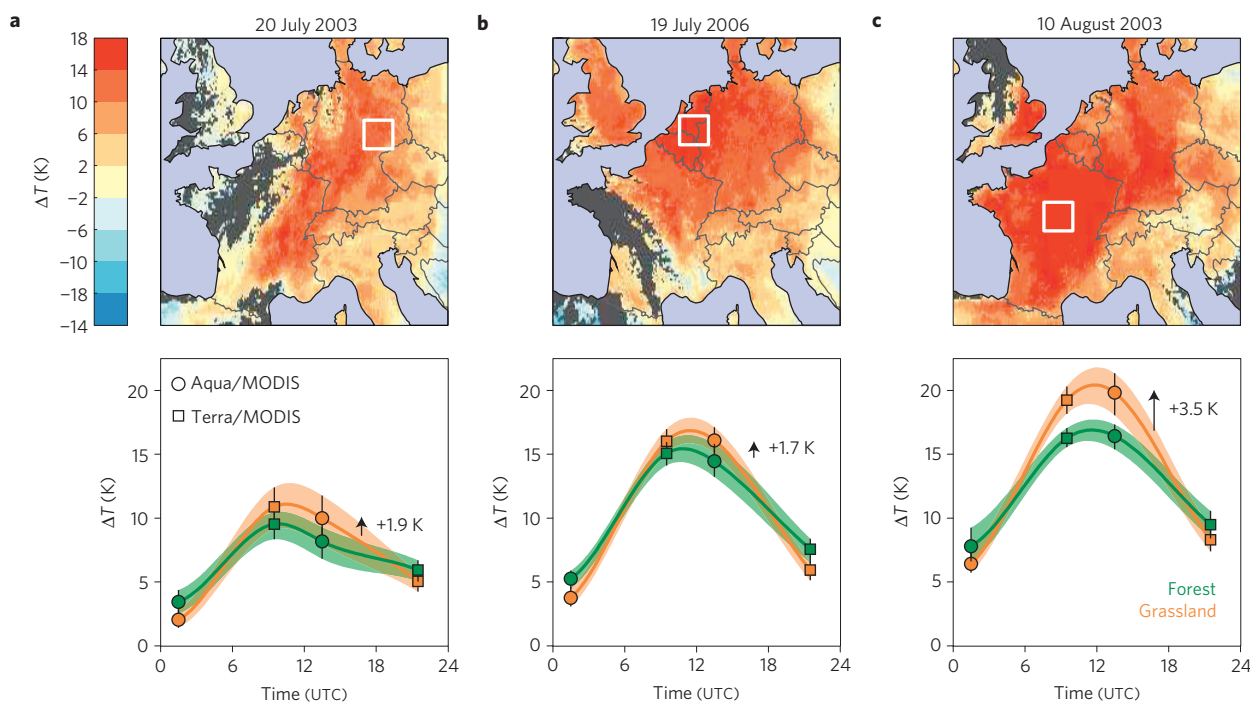 a
20 July 2003
b
19 July 2006
c
10 August 2003
18
14
10
6
2
−2
−6
−10
−18
−14
ΔT (K)
Aqua/MODIS
Terra/MODIS
+1.9 K
20
15
10
5
0
ΔT (K)
0 6 12 18 24
Time (UTC)
+1.7 K
20
15
10
5
0
ΔT (K)
0 6 12 18 24
Time (UTC)
+3.5 K
Forest
Grassland
20
15
10
5
0
ΔT (K)
0 6 12 18 24
Time (UTC)